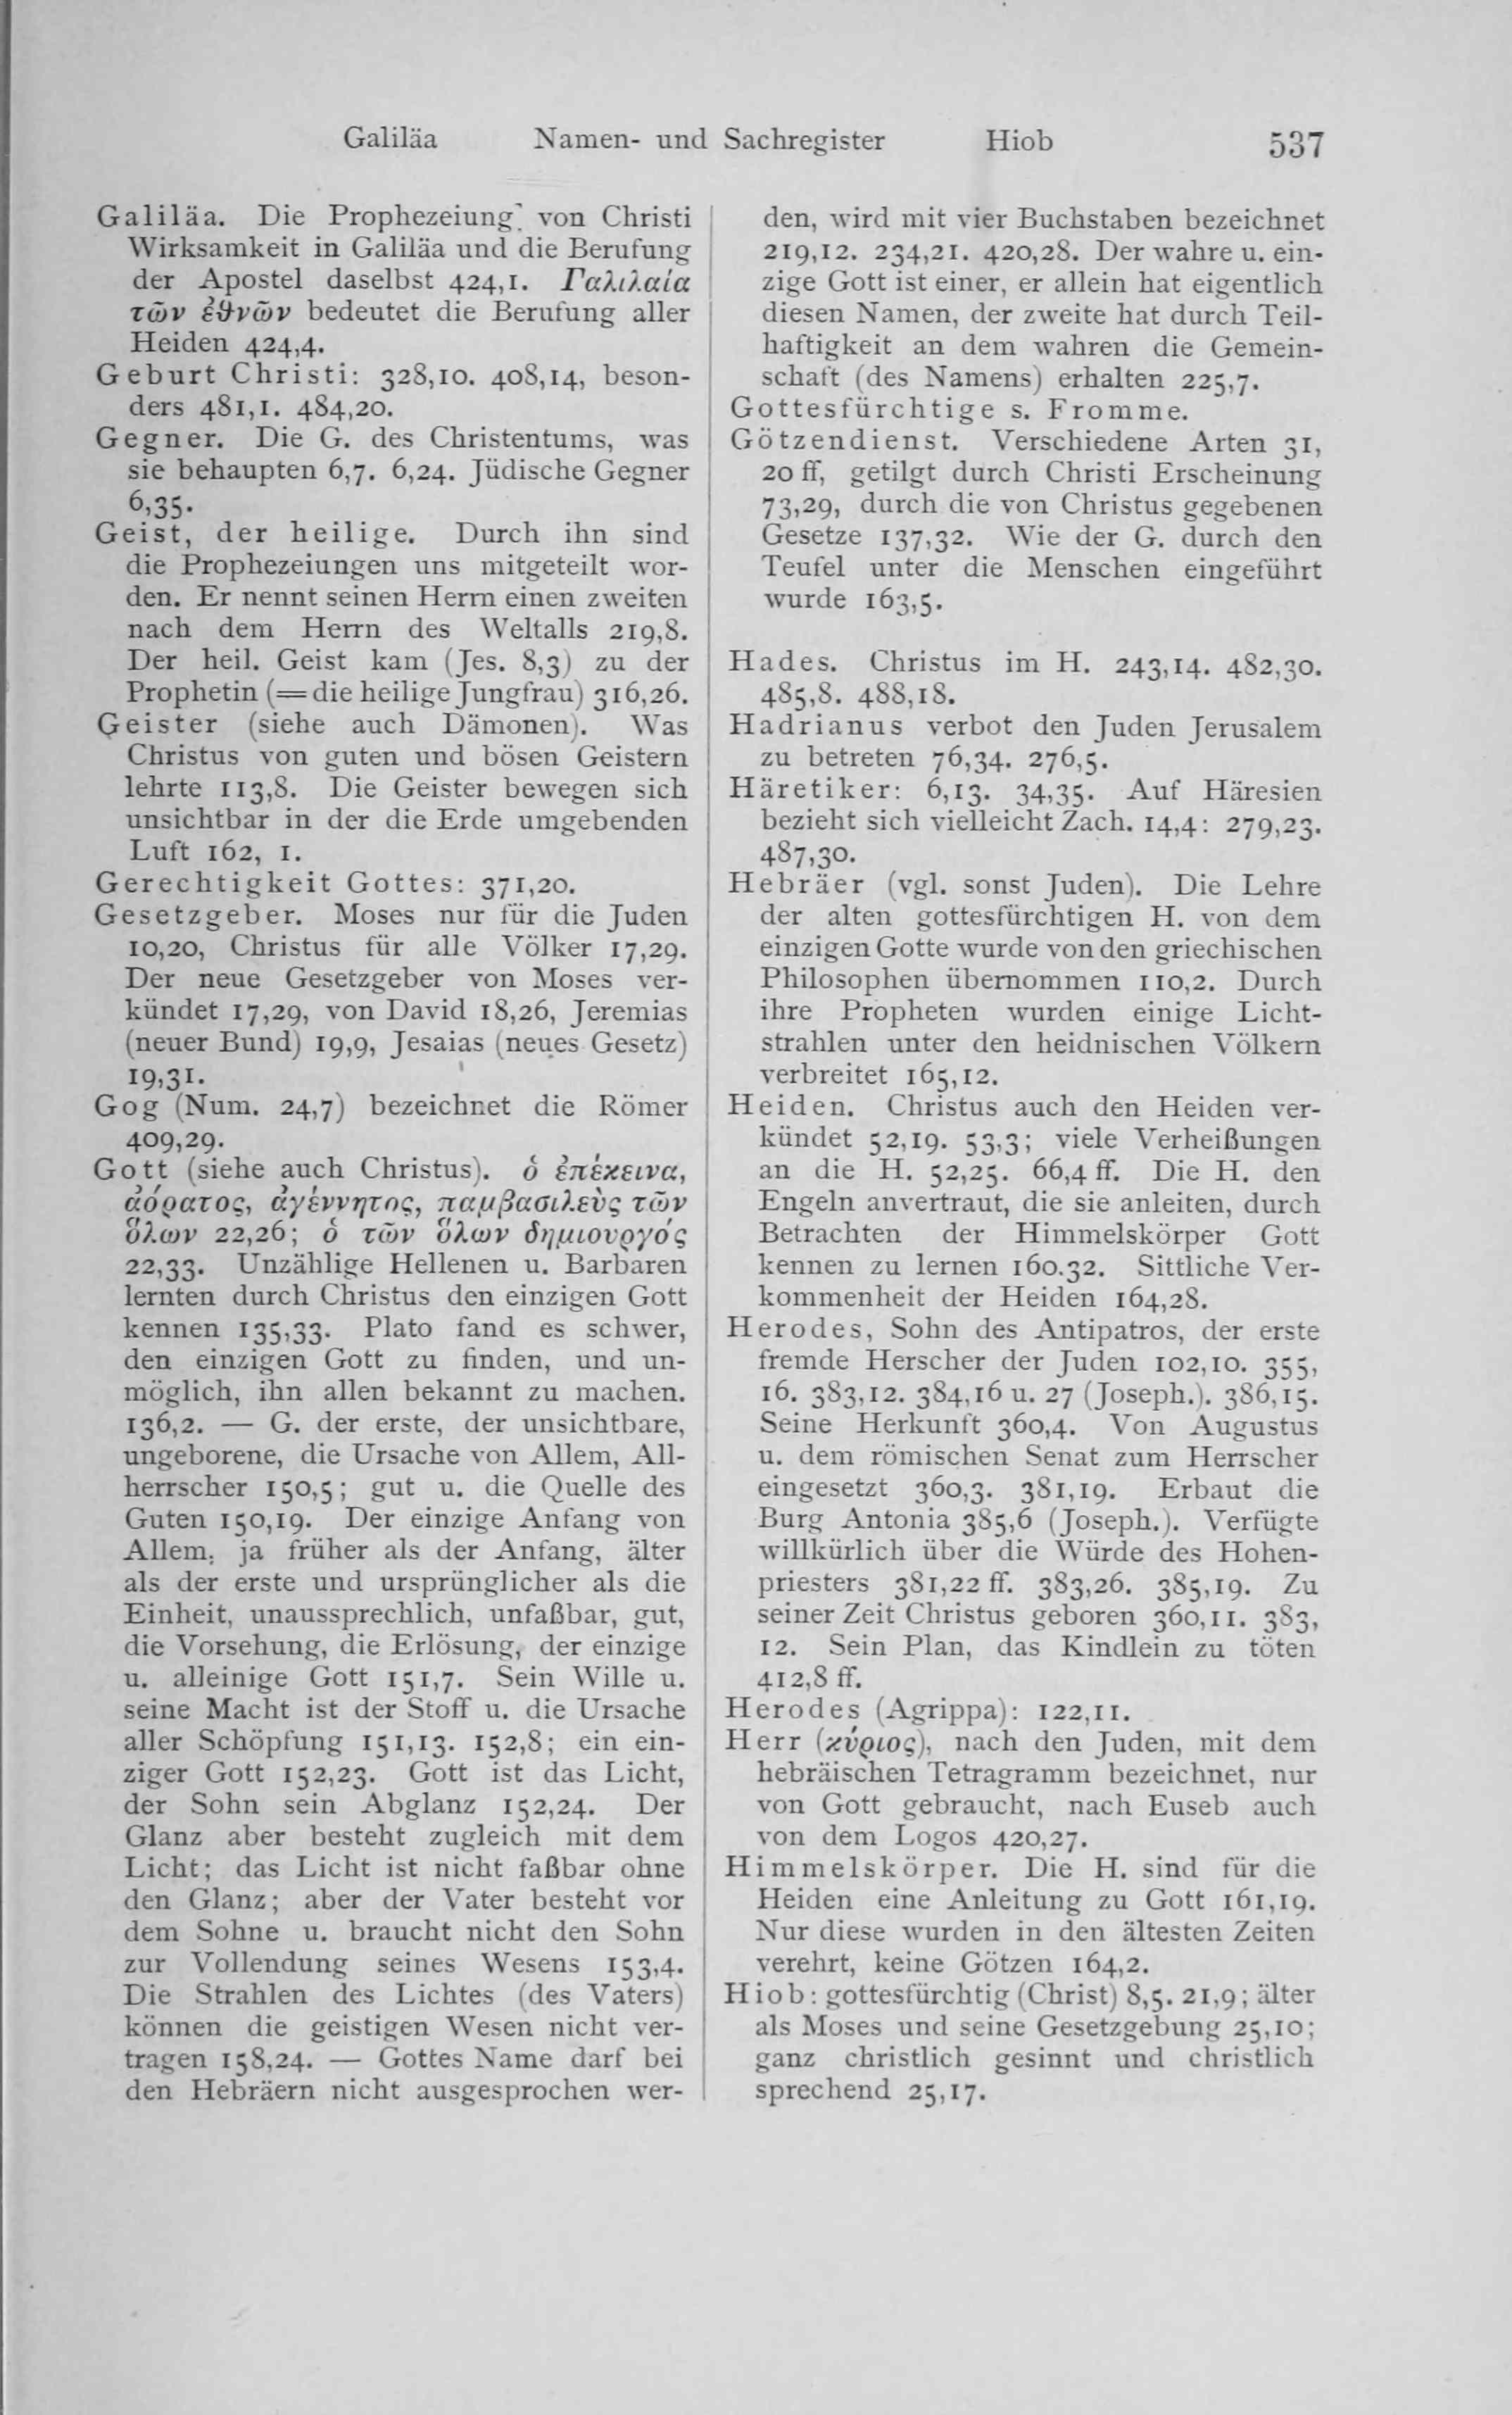 Galiläa Namen- und Sachregister Hiob 537
Galiläa. Die Prophezeiung von Christi
Wirksamkeit in Galiläa und die Berufung
der Apostel daselbst 424,1. Γαλιλαία
τῶν ἐθνῶν bedeutet die Berufung aller
Heiden 424,4.
Geburt Christi: 328,10. 408,14, beson-
ders 481,1. 484,20.
Gegner. Die G. des Christentums, was
sie behaupten 6,7. 6,24. Jüdische Gegner
6,35.
Geist, der heilige. Durch ihn sind
die Prophezeiungen uns mitgeteilt wor-
den. Er nennt seinen Herrn einen zweiten
nach dem Herrn des Weltalls 219,8.
Der heil. Geist kam (Jes. 8,3) zu der
Prophetin (= die heilige Jungfrau) 316,26.
Geister (siehe auch Dämonen). Was
Christus von guten und bösen Geistern
lehrte 113,8. Die Geister bewegen sich
unsichtbar in der die Erde umgebenden
Luft 162, 1.
Gerechtigkeit Gottes: 371,20.
Gesetzgeber. Moses nur für die Juden
10,20, Christus für alle Völker 17,29.
Der neue Gesetzgeber von Moses ver-
kündet 17,29, von David 18,26, Jeremias
(neuer Bund) 19,9, Jesaias (neues Gesetz)
19,31.
Gog (Num. 24,7) bezeichnet die Römer
409,29.
Gott (siehe auch Christus). ὁ ἐπέκεινα,
ἀόρατος, ἀγέννητος, παμβασιλεὺς τῶν
ὅλων 22,26; ὁ τῶν ὅλων δημιουργός
22,33. Unzählige Hellenen u. Barbaren
lernten durch Christus den einzigen Gott
kennen 135,33. Plato fand es schwer,
den einzigen Gott zu finden, und un-
möglich, ihn allen bekannt zu machen.
136,2. — G. der erste, der unsichtbare,
ungeborene, die Ursache von Allem, All-
herrscher 150,5; gut u. die Quelle des
Guten 150,19. Der einzige Anfang von
Allem, ja früher als der Anfang, älter
als der erste und ursprünglicher als die
Einheit, unaussprechlich, unfaßbar, gut,
die Vorsehung, die Erlösung, der einzige
u. alleinige Gott 151,7. Sein Wille u.
seine Macht ist der Stoff u. die Ursache
aller Schöpfung 151,13. 152,8; ein ein-
ziger Gott 152,23. Gott ist das Licht,
der Sohn sein Abglanz 152,24. Der
Glanz aber besteht zugleich mit dem
Licht; das Licht ist nicht faßbar ohne
den Glanz; aber der Vater besteht vor
dem Sohne u. braucht nicht den Sohn
zur Vollendung seines Wesens 153,4.
Die Strahlen des Lichtes (des Vaters)
können die geistigen Wesen nicht ver-
tragen 158,24. — Gottes Name darf bei
den Hebräern nicht ausgesprochen wer-
den, wird mit vier Buchstaben bezeichnet
219,12. 234,21. 420,28. Der wahre u. ein-
zige Gott ist einer, er allein hat eigentlich
diesen Namen, der zweite hat durch Teil-
haftigkeit an dem wahren die Gemein-
schaft (des Namens) erhalten 225,7.
Gottesfürchtige s. Fromme.
Götzendienst. Verschiedene Arten 31,
20 ff, getilgt durch Christi Erscheinung
73,29, durch die von Christus gegebenen
Gesetze 137,32. Wie der G. durch den
Teufel unter die Menschen eingeführt
wurde 163,5.
Hades. Christus im H. 243,14. 482,30.
485,8. 488,18.
Hadrianus verbot den Juden Jerusalem
zu betreten 76,34. 276,5.
Häretiker: 6,13. 34,35. Auf Häresien
bezieht sich vielleicht Zach. 14,4: 279,23.
487,30.
Hebräer (vgl. sonst Juden). Die Lehre
der alten gottesfürchtigen H. von dem
einzigen Gotte wurde von den griechischen
Philosophen übernommen 110,2. Durch
ihre Propheten wurden einige Licht-
strahlen unter den heidnischen Völkern
verbreitet 165,12.
Heiden. Christus auch den Heiden ver-
kündet 52,19. 53,3; viele Verheißungen
an die H. 52,25. 66,4 ff. Die H. den
Engeln anvertraut, die sie anleiten, durch
Betrachten der Himmelskörper Gott
kennen zu lernen 160.32. Sittliche Ver-
kommenheit der Heiden 164,28.
Herodes, Sohn des Antipatros, der erste
fremde Herscher der Juden 102,10. 355,
16. 383,12. 384,16 u. 27 (Joseph.). 386,15.
Seine Herkunft 360,4. Von Augustus
u. dem römischen Senat zum Herrscher
eingesetzt 360,3. 381,19. Erbaut die
Burg Antonia 385,6 (Joseph.). Verfügte
willkürlich über die Würde des Hohen-
priesters 381,22 ff. 383,26. 385,19. Zu
seiner Zeit Christus geboren 360,11. 383,
12. Sein Plan, das Kindlein zu töten
412,8 ff.
Herodes (Agrippa): 122,11.
Herr (κύριος), nach den Juden, mit dem
hebräischen Tetragramm bezeichnet, nur
von Gott gebraucht, nach Euseb auch
von dem Logos 420,27.
Himmelskörper. Die H. sind für die
Heiden eine Anleitung zu Gott 161,19.
Nur diese wurden in den ältesten Zeiten
verehrt, keine Götzen 164,2.
Hiob: gottesfürchtig (Christ) 8,5. 21,9; älter
als Moses und seine Gesetzgebung 25,10;
ganz christlich gesinnt und christlich
sprechend 25,17.